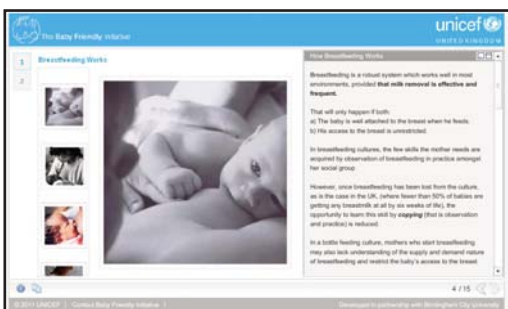 The Baby Friendly Initiative
unicef
UNITED KINGDOM
1
2
Breastfeeding Works
How Breastfeeding Works
Breastfeeding is a robust system which works well in most
environments, provided that milk removal is effective and
frequent.
That will only happen if both:
a) The baby is well attached to the breast when he feeds.
b) His access to the breast is unrestricted.
In breastfeeding cultures, the few skills the mother needs are
acquired by observation of breastfeeding in practice amongst
her social group.
However, once breastfeeding has been lost from the culture,
as is the case in the UK, (where fewer than 50% of babies are
getting any breastmilk at all by six weeks of life), the
opportunity to learn this skill by copying (that is observation
and practice) is reduced.
In a bottle feeding culture, mothers who start breastfeeding
may also lack understanding of the supply and demand nature
of breastfeeding and restrict the baby's access to the breast
4 / 15
© 2011 UNICEF | Contact Baby Friendly Initiative |
Developed in partnership with Birmingham City University